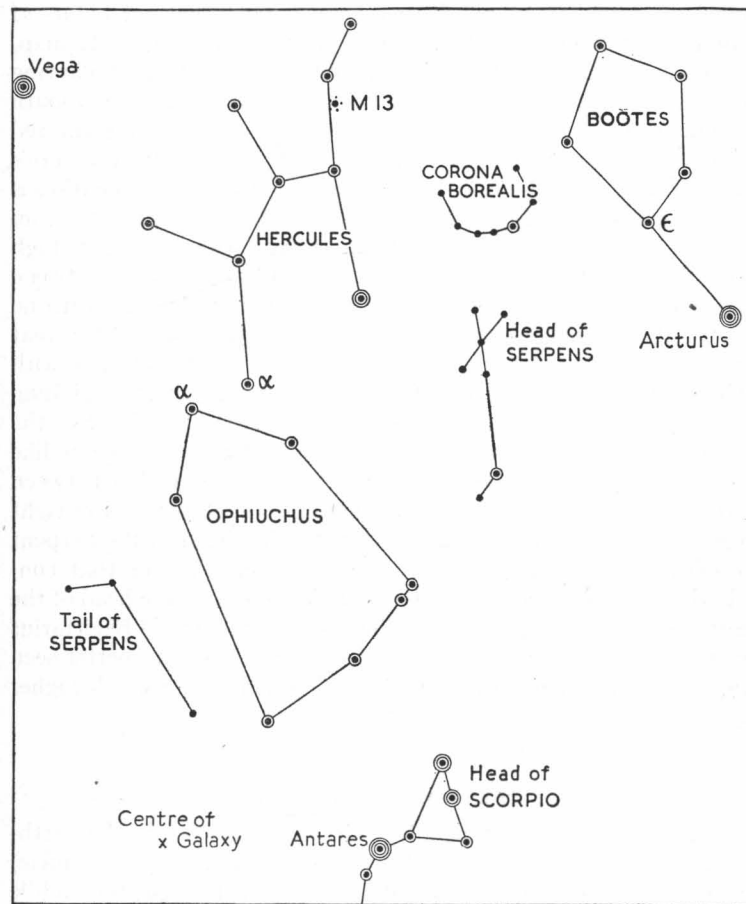 Vega
M 13
BOÖTES
CORONA
BOREALIS
ε
HERCULES
Head of
SERPENS
Arcturus
α
α
OPHIUCHUS
Tail of
SERPENS
Head of
SCORPIO
Centre of
x Galaxy
Antares